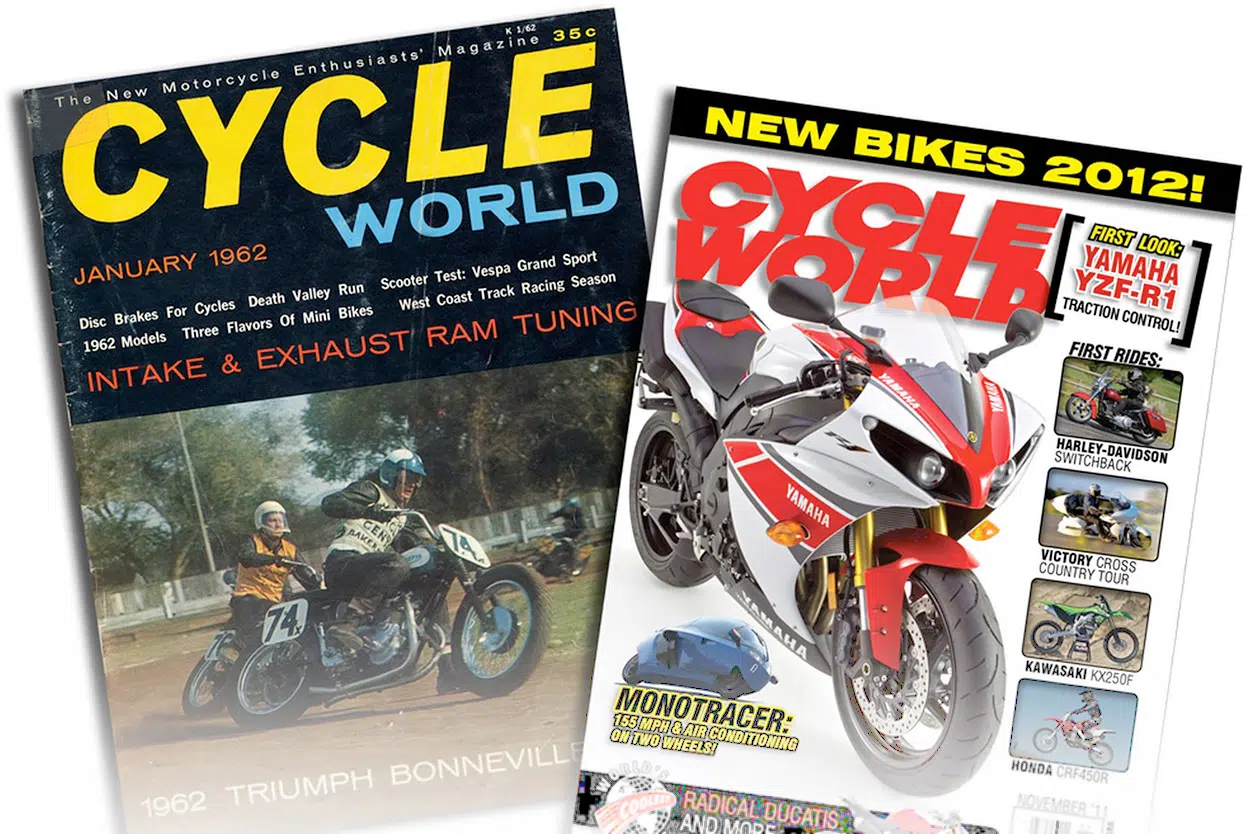 K 1/62
The New Motorcycle Enthusiasts' Magazine 35c
CYCLE
WORLD
JANUARY 1962
Disc Brakes For Cycles Death Valley Run Scooter Test: Vespa Grand Sport
1962 Models Three Flavors Of Mini Bikes West Coast Track Racing Season
INTAKE & EXHAUST RAM TUNING
74
74x
1962 TRIUMPH BONNEVILLE
NEW BIKES 2012!
CYCLE
WORLD
FIRST LOOK:
YAMAHA
YZF-R1
TRACTION CONTROL!
FIRST RIDES:
HARLEY-DAVIDSON
SWITCHBACK
VICTORY CROSS
COUNTRY TOUR
KAWASAKI KX250F
HONDA CRF450R
YAMAHA
YAMAHA
YAMAHA
YAMAHA
MONOTRACER:
155 MPH & AIR CONDITIONING
ON TWO WHEELS!
WORLD'S
COOLEST
RADICAL DUCATIS
AND MORE
NOVEMBER '11